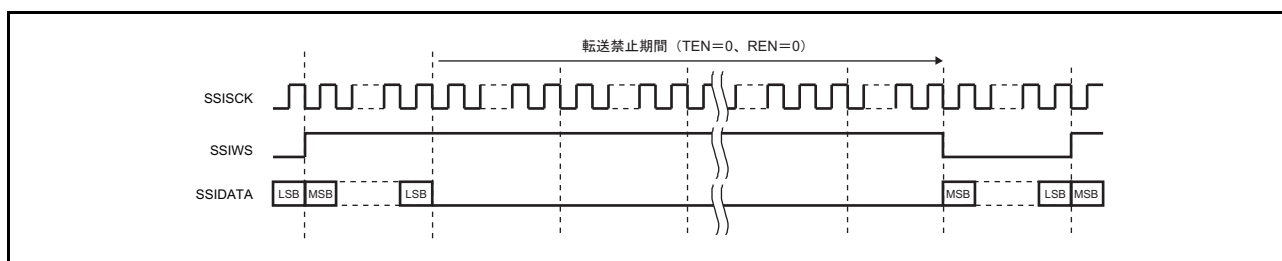 転送禁止期間（TEN＝0、REN＝0）
SSISCK
SSIWS
SSIDATA
LSB MSB LSB MSB LSB MSB